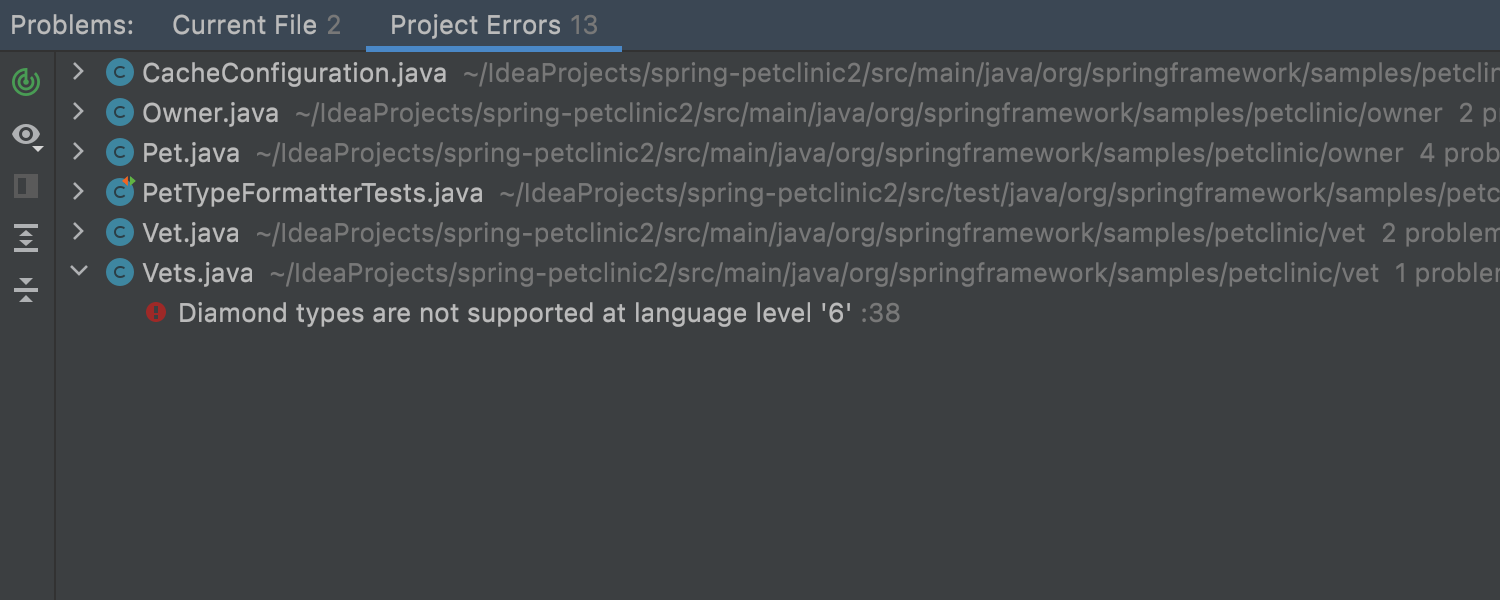 Problems: Current File 2 Project Errors 13
CacheConfiguration.java ~/IdeaProjects/spring-petclinic2/src/main/java/org/springframework/samples/petclin
Owner.java ~/IdeaProjects/spring-petclinic2/src/main/java/org/springframework/samples/petclinic/owner 2 p
Pet.java ~/IdeaProjects/spring-petclinic2/src/main/java/org/springframework/samples/petclinic/owner 4 prob
PetTypeFormatterTests.java ~/IdeaProjects/spring-petclinic2/src/test/java/org/springframework/samples/petc
Vet.java ~/IdeaProjects/spring-petclinic2/src/main/java/org/springframework/samples/petclinic/vet 2 problem
Vets.java ~/IdeaProjects/spring-petclinic2/src/main/java/org/springframework/samples/petclinic/vet 1 problem
Diamond types are not supported at language level '6' :38